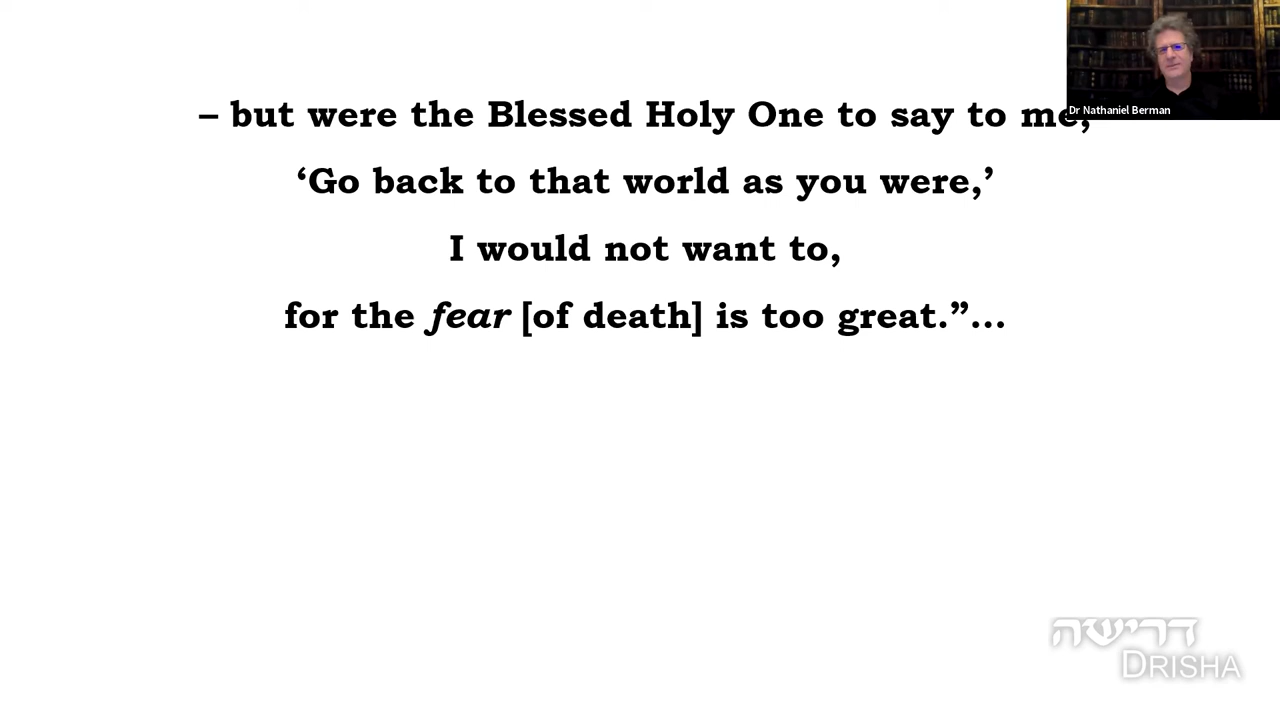 – but were the Blessed Holy One to say to me,
‘Go back to that world as you were,’
I would not want to,
for the fear [of death] is too great.”…
Dr Nathaniel Berman
דרישה
DRISHA